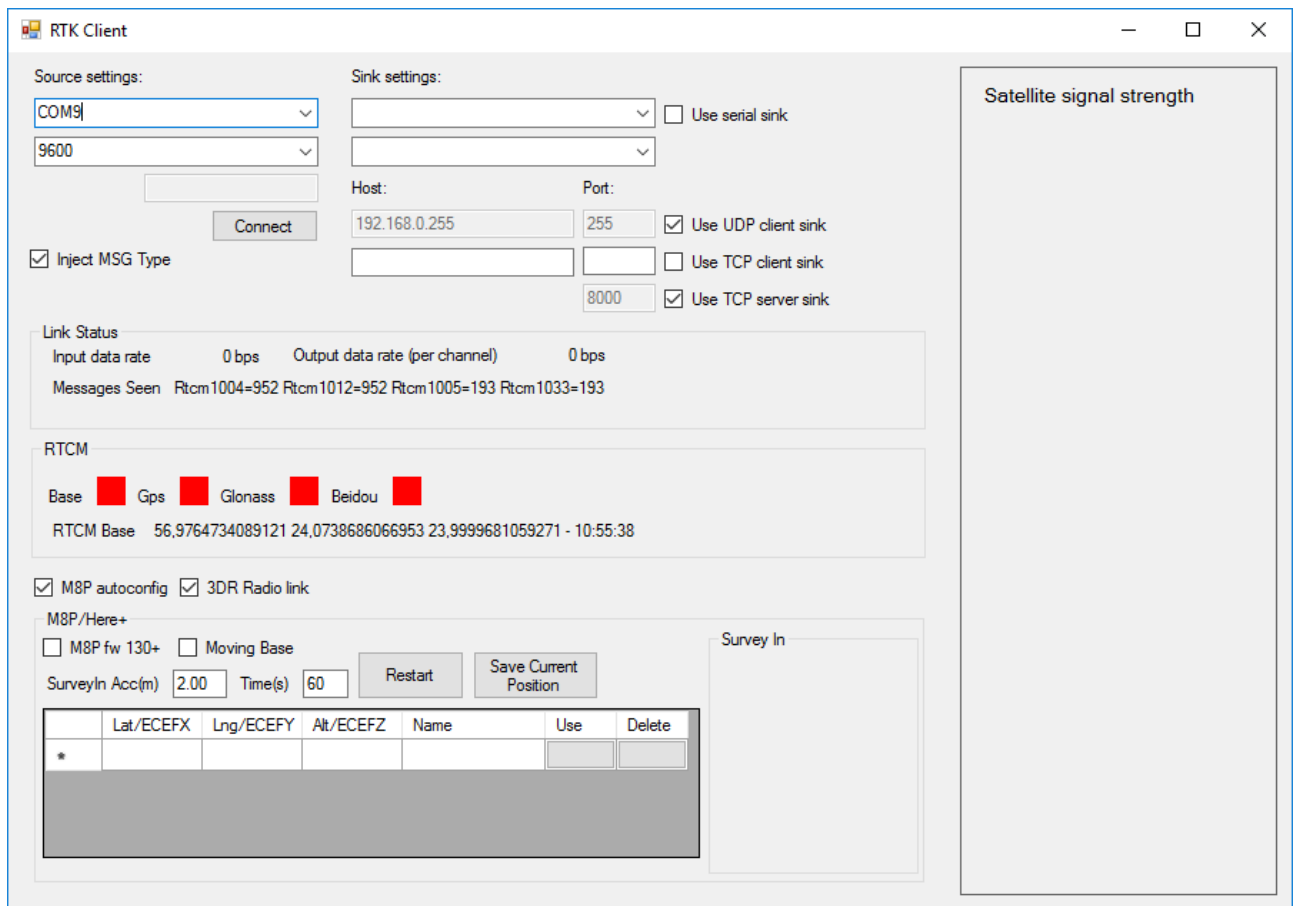 RTK Client
Source settings:
Sink settings:
COM9
Use serial sink
9600
Host:
Port:
Connect
192.168.0.255
255
Use UDP client sink
Inject MSG Type
Use TCP client sink
8000
Use TCP server sink
Link Status
Input data rate 0 bps Output data rate (per channel) 0 bps
Messages Seen Rtcm1004=952 Rtcm1012=952 Rtcm1005=193 Rtcm1033=193
RTCM
Base Gps Glonass Beidou
RTCM Base 56,9764734089121 24,0738686066953 23,9999681059271 - 10:55:38
M8P autoconfig 3DR Radio link
M8P/Here+
M8P fw 130+ Moving Base
SurveyIn Acc(m) 2.00 Time(s) 60
Restart
Save Current
Position
Lat/ECEFX Lng/ECEFY Alt/ECEFZ Name Use Delete
*
Survey In
Satellite signal strength